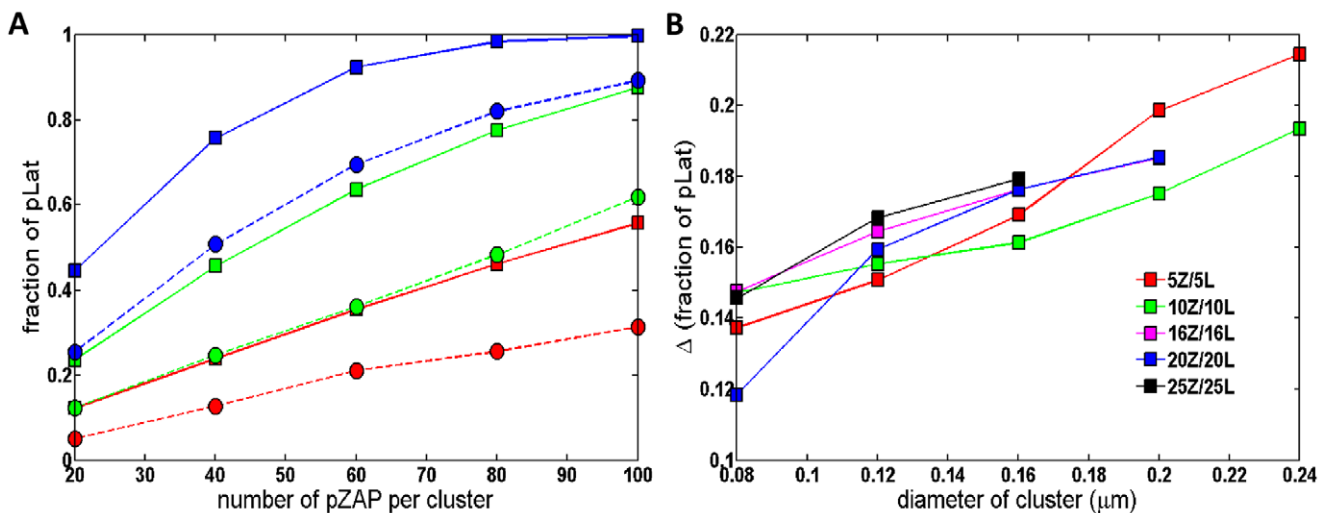 A
fraction of pLat
1
0.8
0.6
0.4
0.2
0
20 30 40 50 60 70 80 90 100
number of pZAP per cluster
B
Δ (fraction of pLat)
0.22
0.2
0.18
0.16
0.14
0.12
0.1
5Z/5L
10Z/10L
16Z/16L
20Z/20L
25Z/25L
0.08 0.1 0.12 0.14 0.16 0.18 0.2 0.22 0.24
diameter of cluster (μm)